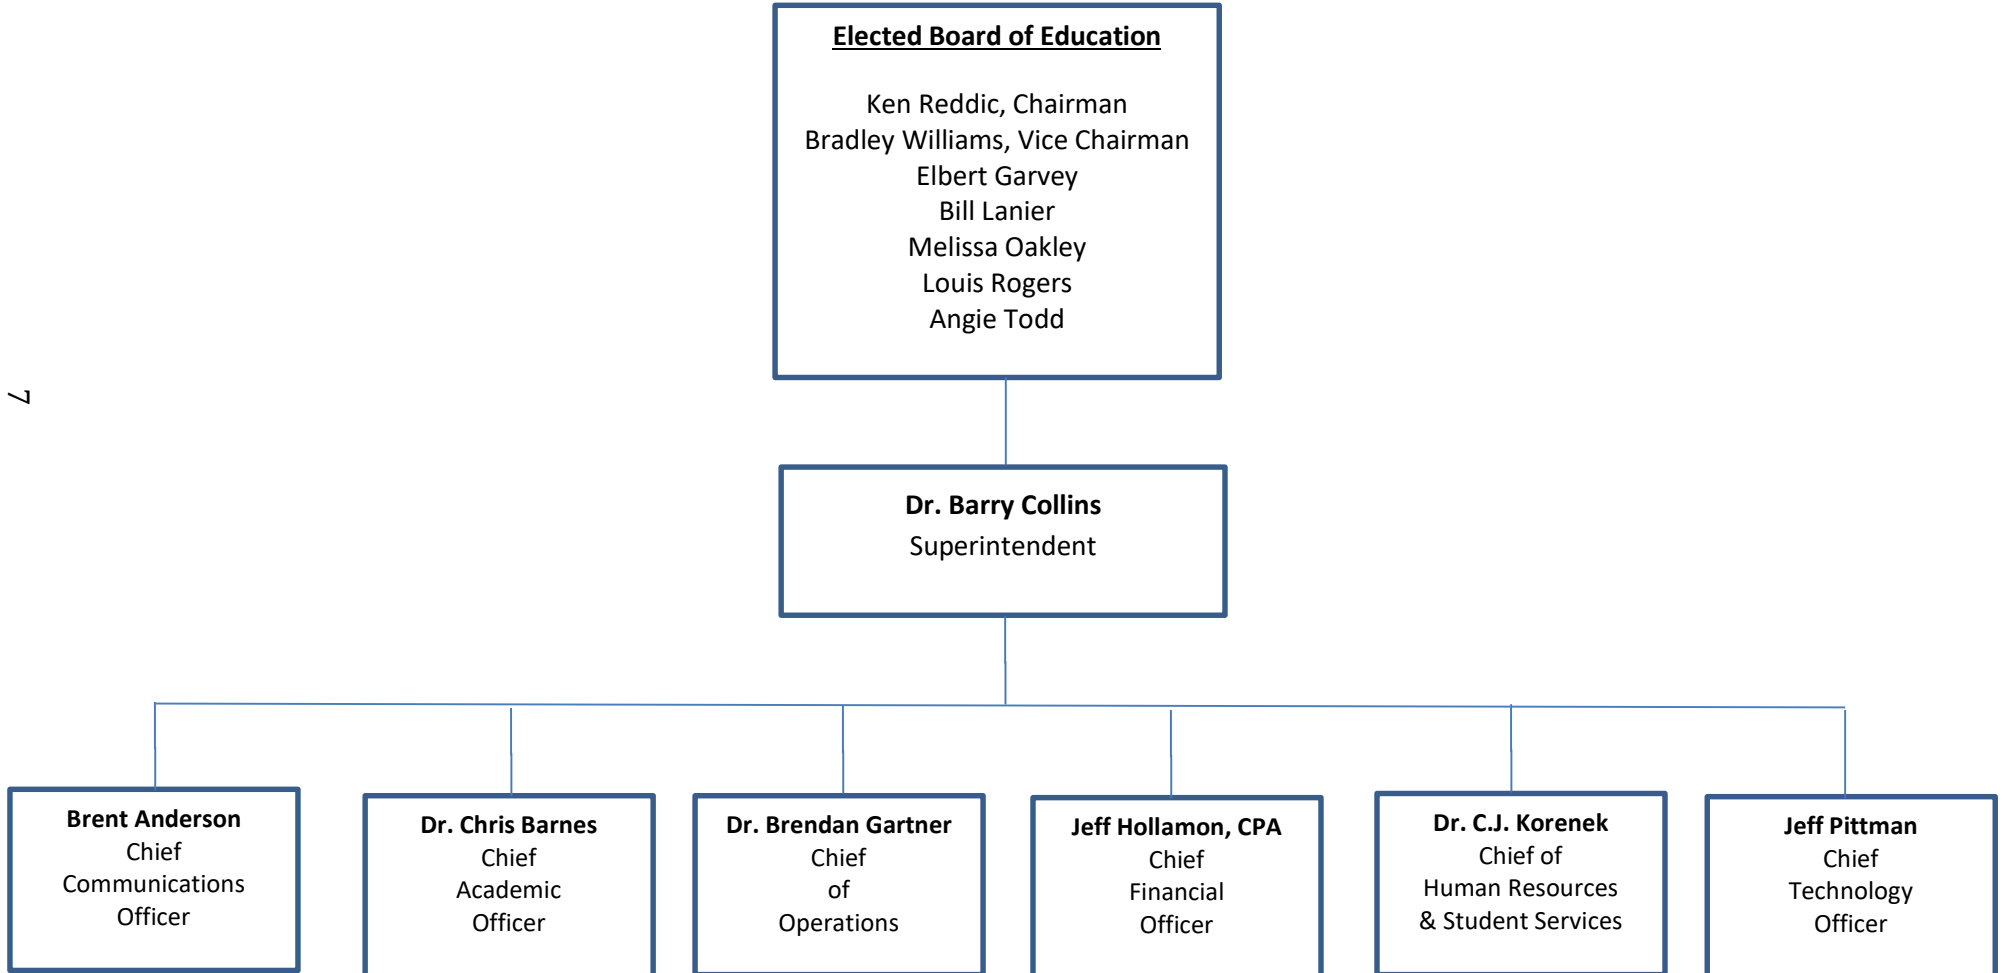 Elected Board of Education
Ken Reddic, Chairman
Bradley Williams, Vice Chairman
Elbert Garvey
Bill Lanier
Melissa Oakley
Louis Rogers
Angie Todd
7
Dr. Barry Collins
Superintendent
Brent Anderson
Chief
Communications
Officer
Dr. Chris Barnes
Chief
Academic
Officer
Dr. Brendan Gartner
Chief
of
Operations
Jeff Hollamon, CPA
Chief
Financial
Officer
Dr. C.J. Korenek
Chief of
Human Resources
& Student Services
Jeff Pittman
Chief
Technology
Officer